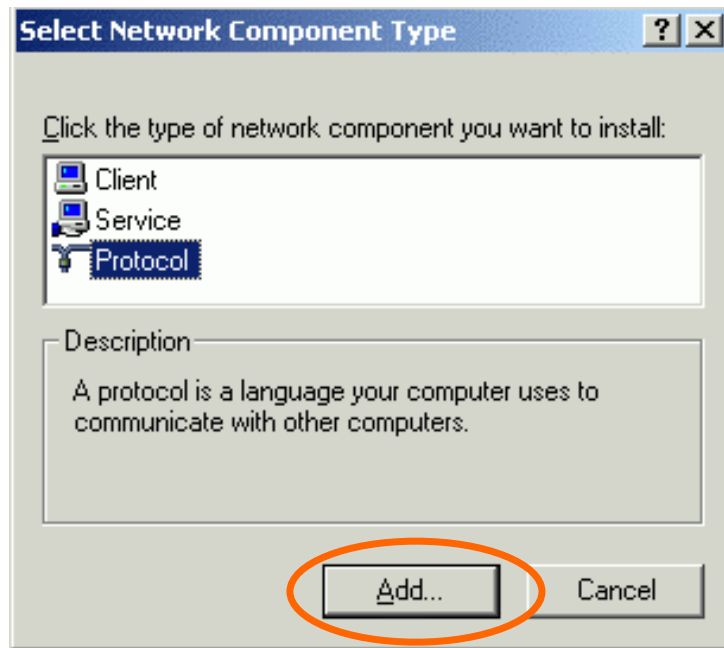 Select Network Component Type
? X
Click the type of network component you want to install:
Client
Service
Protocol
Description
A protocol is a language your computer uses to
communicate with other computers.
Add... Cancel